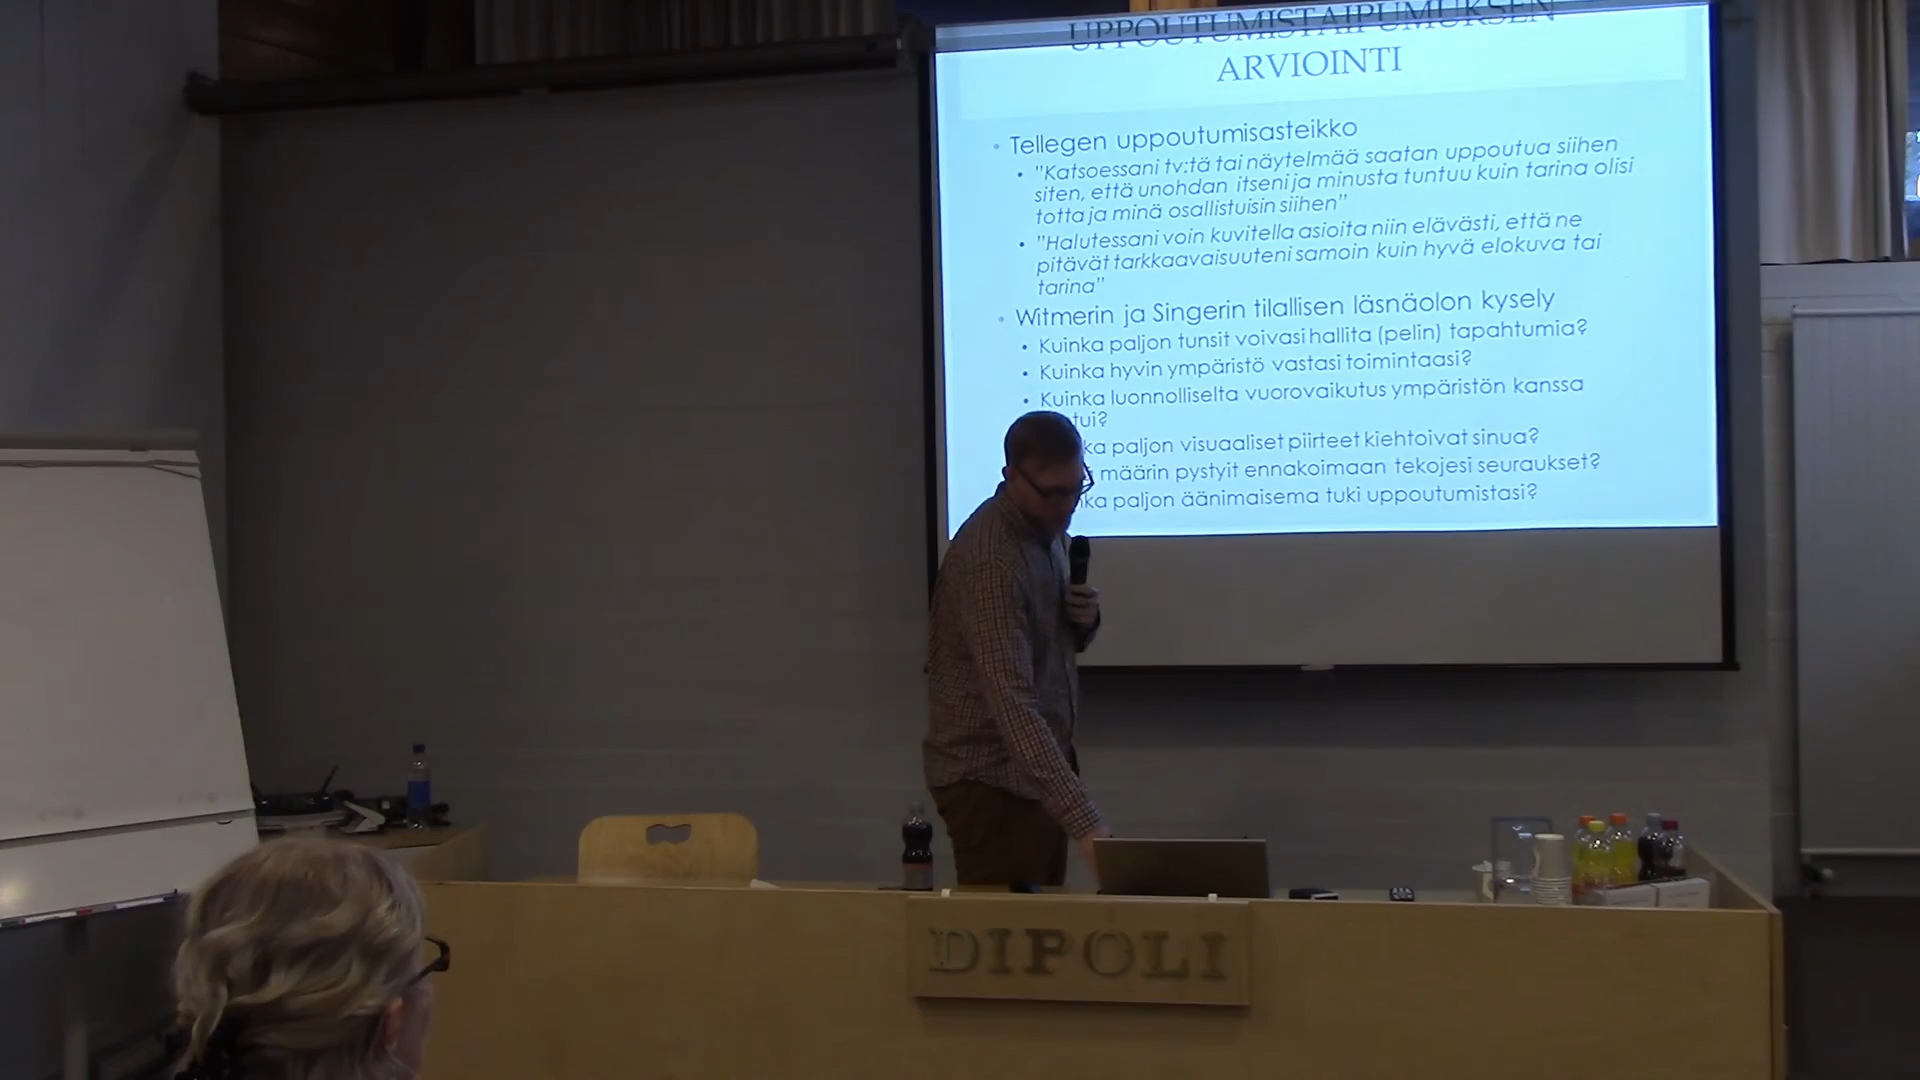 UPPOUTUMISTAIPUMUKSEN
ARVIOINTI
• Tellegen uppoutumisasteikko
• "Katsoessani tv:tä tai näytelmää saatan uppoutua siihen
siten, että unohdan itseni ja minusta tuntuu kuin tarina olisi
totta ja minä osallistuisin siihen"
• "Halutessani voin kuvitella asioita niin elävästi, että ne
pitävät tarkkaavaisuuteni samoin kuin hyvä elokuva tai
tarina"
• Witmerin ja Singerin tilallisen läsnäolon kysely
• Kuinka paljon tunsit voivasi hallita (pelin) tapahtumia?
• Kuinka hyvin ympäristö vastasi toimintaasi?
• Kuinka luonnolliselta vuorovaikutus ympäristön kanssa
tui?
ka paljon visuaaliset piirteet kiehtoivat sinua?
määrin pystyit ennakoimaan tekojesi seuraukset?
nka paljon äänimaisema tuki uppoutumistasi?
DIPOLI